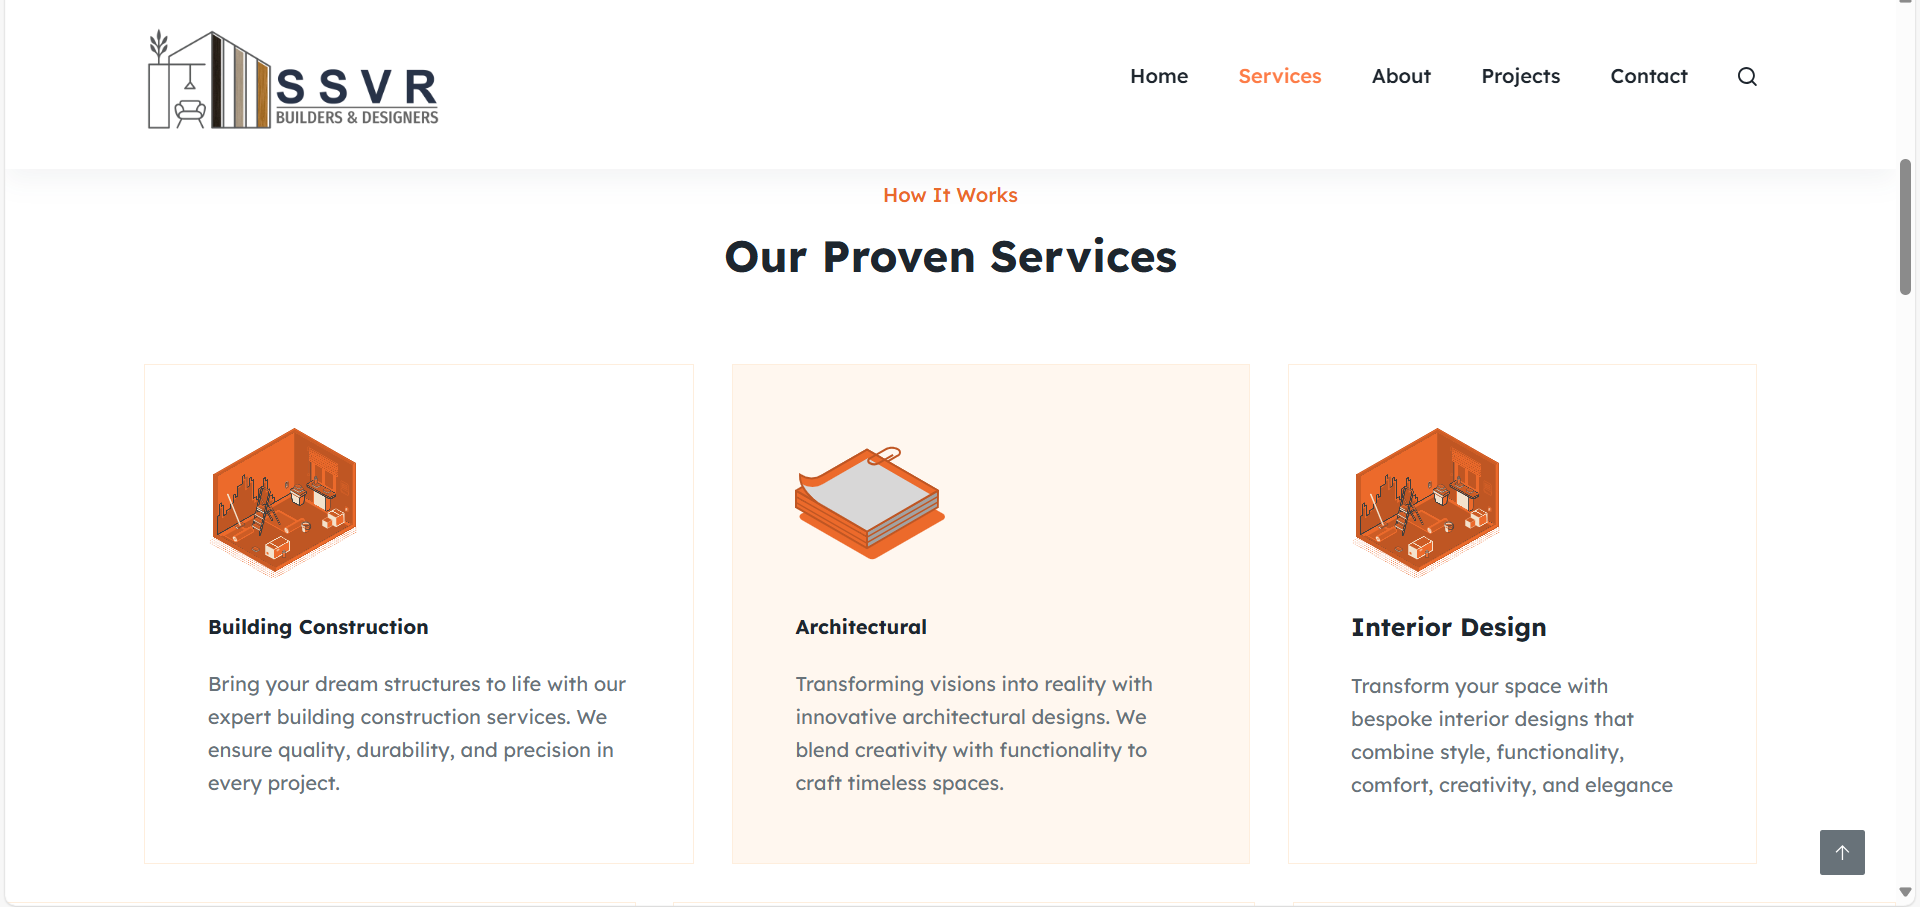 SSVR
BUILDERS & DESIGNERS
Home
Services
About
Projects
Contact
How It Works
Our Proven Services
Building Construction
Bring your dream structures to life with our
expert building construction services. We
ensure quality, durability, and precision in
every project.
Architectural
Transforming visions into reality with
innovative architectural designs. We
blend creativity with functionality to
craft timeless spaces.
Interior Design
Transform your space with
bespoke interior designs that
combine style, functionality,
comfort, creativity, and elegance